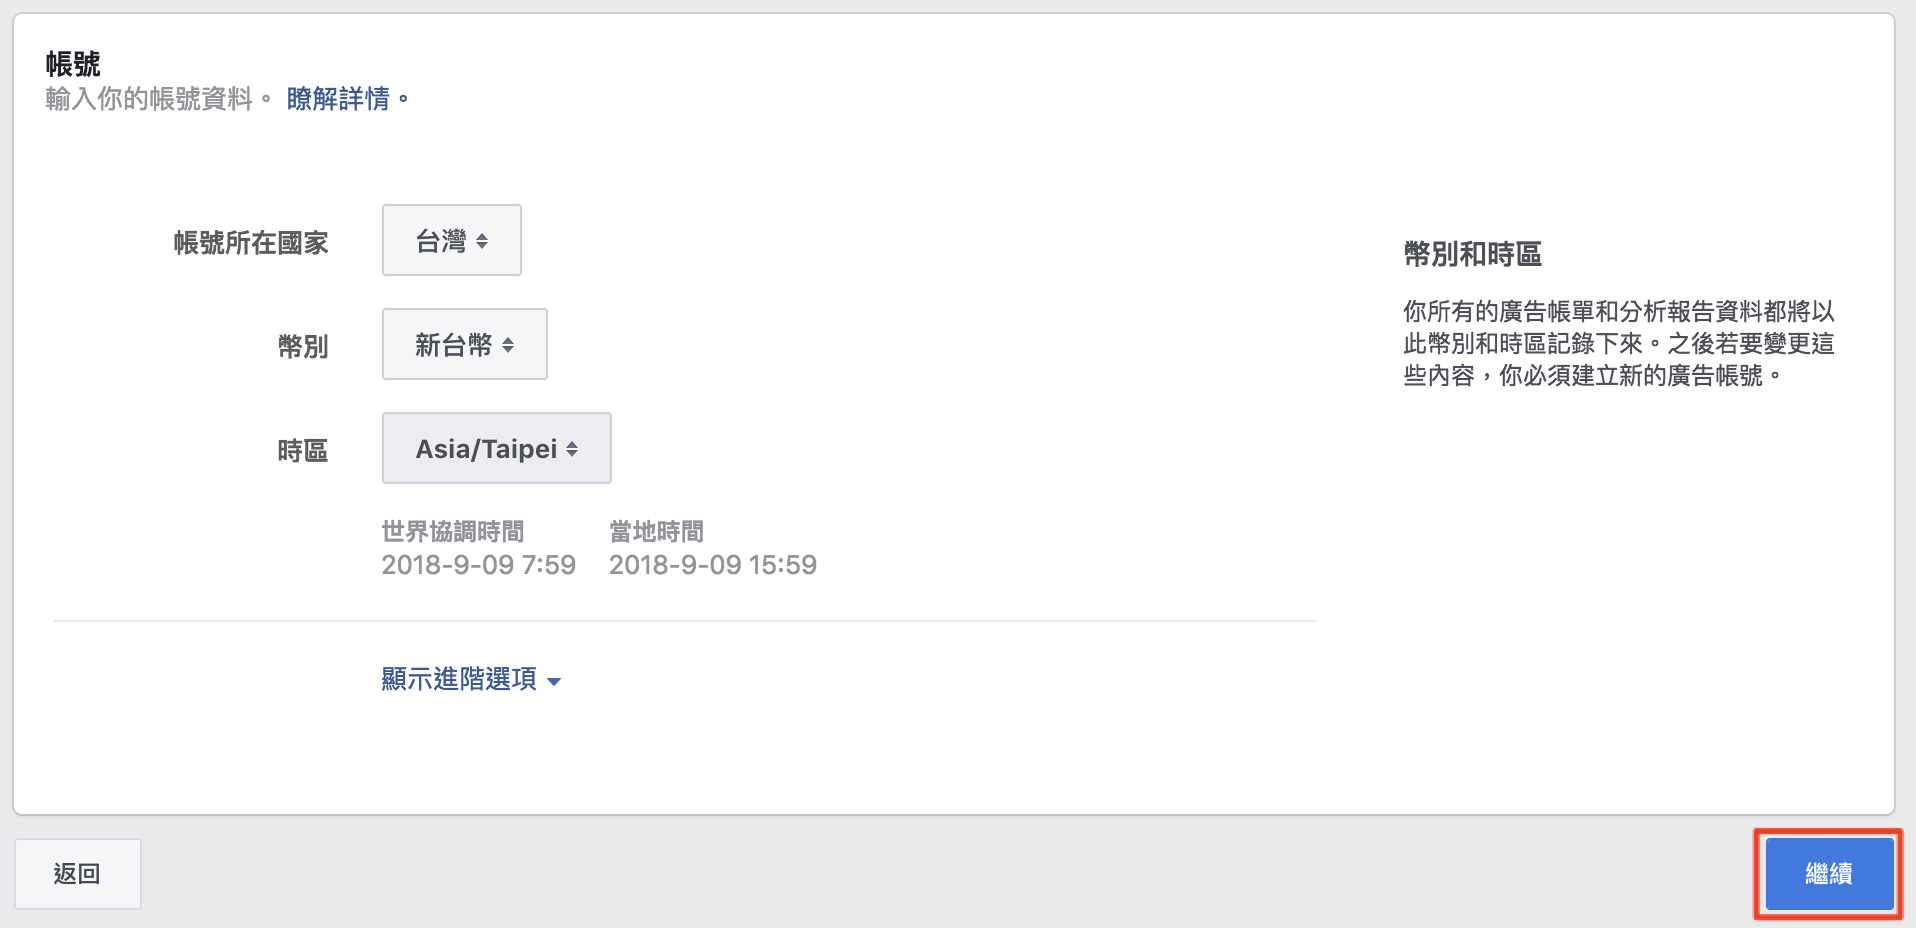 帳號
輸入你的帳號資料。 瞭解詳情。
帳號所在國家 台灣
幣別 新台幣
時區 Asia/Taipei
世界協調時間 當地時間
2018-9-09 7:59 2018-9-09 15:59
顯示進階選項
幣別和時區
你所有的廣告帳單和分析報告資料都將以
此幣別和時區記錄下來。之後若要變更這
些內容，你必須建立新的廣告帳號。
返回 繼續